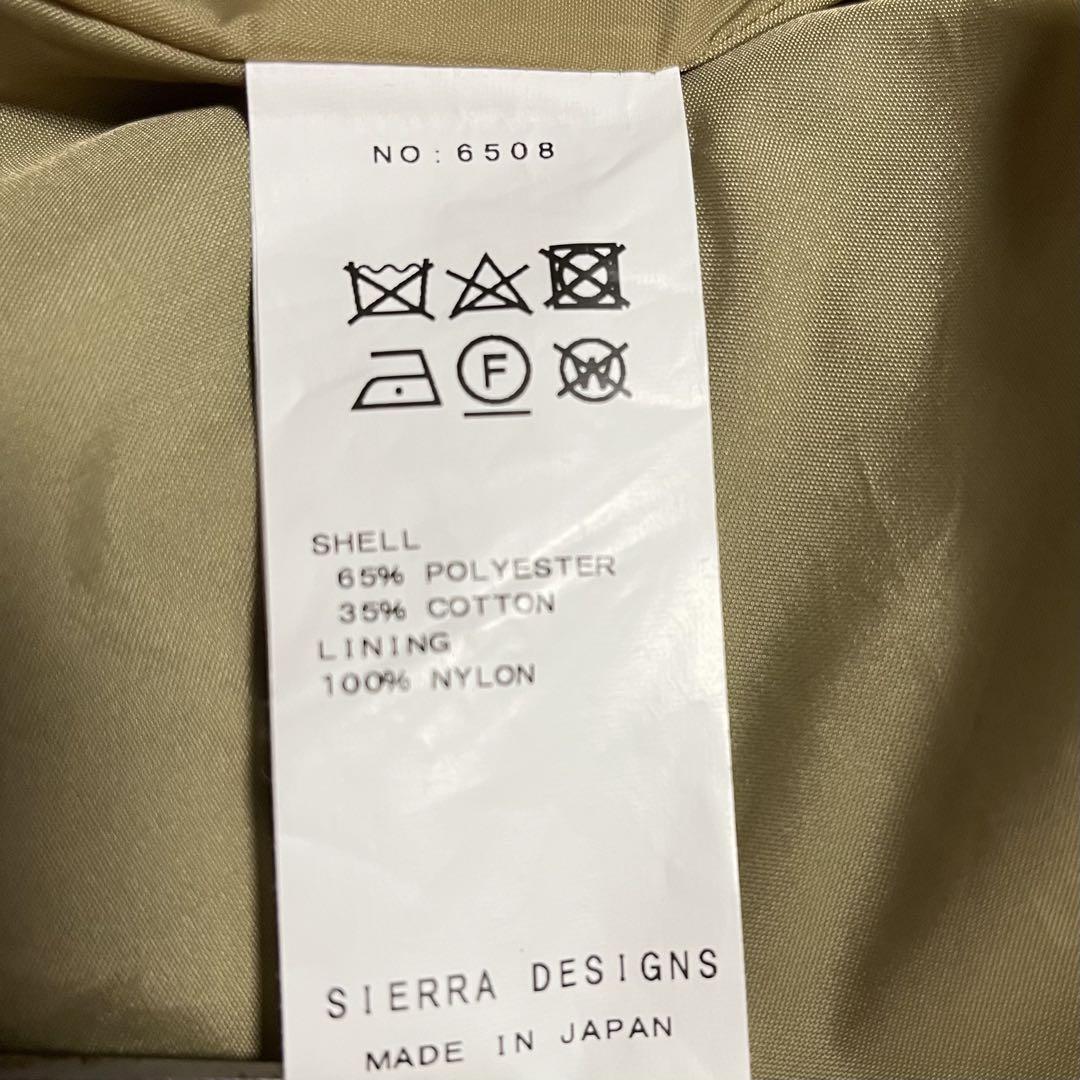 NO:6508
F W
SHELL
65% POLYESTER
35% COTTON
LINING
100% NYLON
SIERRA DESIGNS
MADE IN JAPAN